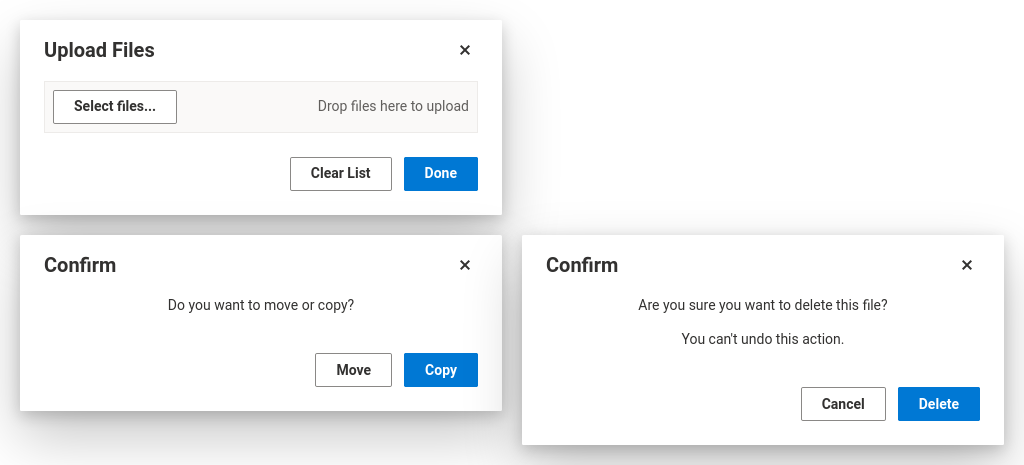 Upload Files ✕
Select files... Drop files here to upload
Clear List Done
Confirm ✕
Do you want to move or copy?
Move Copy
Confirm ✕
Are you sure you want to delete this file?
You can't undo this action.
Cancel Delete